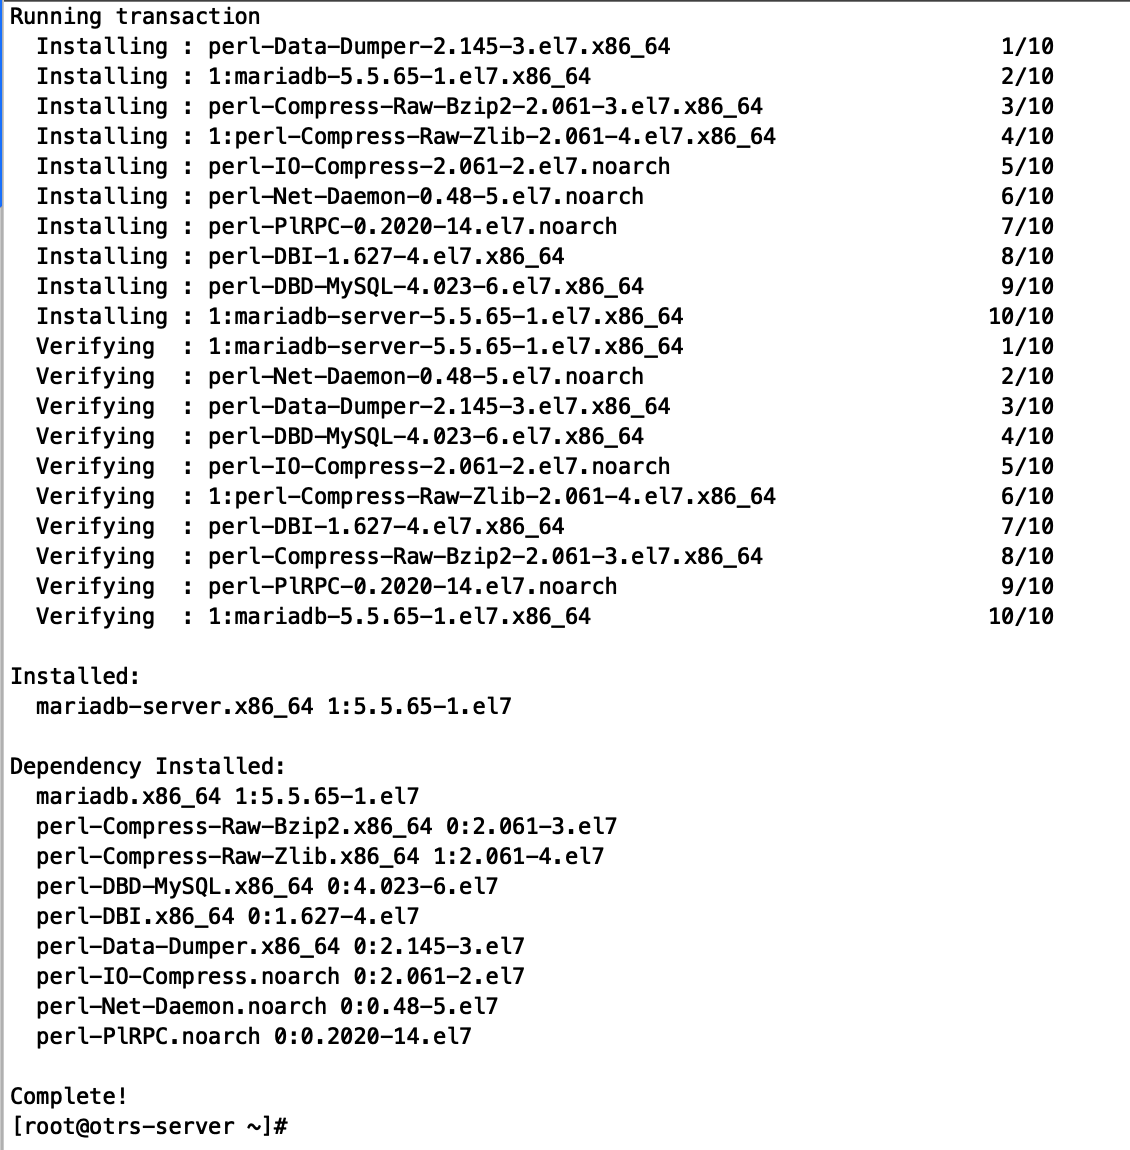 Running transaction
  Installing : perl-Data-Dumper-2.145-3.el7.x86_64                         1/10
  Installing : 1:mariadb-5.5.65-1.el7.x86_64                               2/10
  Installing : perl-Compress-Raw-Bzip2-2.061-3.el7.x86_64                  3/10
  Installing : 1:perl-Compress-Raw-Zlib-2.061-4.el7.x86_64                 4/10
  Installing : perl-IO-Compress-2.061-2.el7.noarch                         5/10
  Installing : perl-Net-Daemon-0.48-5.el7.noarch                           6/10
  Installing : perl-PlRPC-0.2020-14.el7.noarch                             7/10
  Installing : perl-DBI-1.627-4.el7.x86_64                                 8/10
  Installing : perl-DBD-MySQL-4.023-6.el7.x86_64                           9/10
  Installing : 1:mariadb-server-5.5.65-1.el7.x86_64                       10/10
  Verifying  : 1:mariadb-server-5.5.65-1.el7.x86_64                        1/10
  Verifying  : perl-Net-Daemon-0.48-5.el7.noarch                           2/10
  Verifying  : perl-Data-Dumper-2.145-3.el7.x86_64                         3/10
  Verifying  : perl-DBD-MySQL-4.023-6.el7.x86_64                           4/10
  Verifying  : perl-IO-Compress-2.061-2.el7.noarch                         5/10
  Verifying  : 1:perl-Compress-Raw-Zlib-2.061-4.el7.x86_64                 6/10
  Verifying  : perl-DBI-1.627-4.el7.x86_64                                 7/10
  Verifying  : perl-Compress-Raw-Bzip2-2.061-3.el7.x86_64                  8/10
  Verifying  : perl-PlRPC-0.2020-14.el7.noarch                             9/10
  Verifying  : 1:mariadb-5.5.65-1.el7.x86_64                              10/10

Installed:
  mariadb-server.x86_64 1:5.5.65-1.el7

Dependency Installed:
  mariadb.x86_64 1:5.5.65-1.el7
  perl-Compress-Raw-Bzip2.x86_64 0:2.061-3.el7
  perl-Compress-Raw-Zlib.x86_64 1:2.061-4.el7
  perl-DBD-MySQL.x86_64 0:4.023-6.el7
  perl-DBI.x86_64 0:1.627-4.el7
  perl-Data-Dumper.x86_64 0:2.145-3.el7
  perl-IO-Compress.noarch 0:2.061-2.el7
  perl-Net-Daemon.noarch 0:0.48-5.el7
  perl-PlRPC.noarch 0:0.2020-14.el7

Complete!
[root@otrs-server ~]#